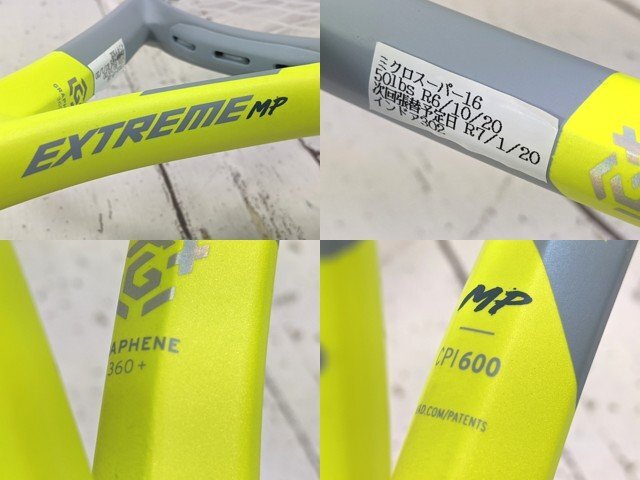 EXTREME MP
ミクロスーパー16
50lbs R6/10/20
次回張替予定日 R7/1/20
インドア302
APHENE
360+
MP
CPI600
AD.COM/PATENTS